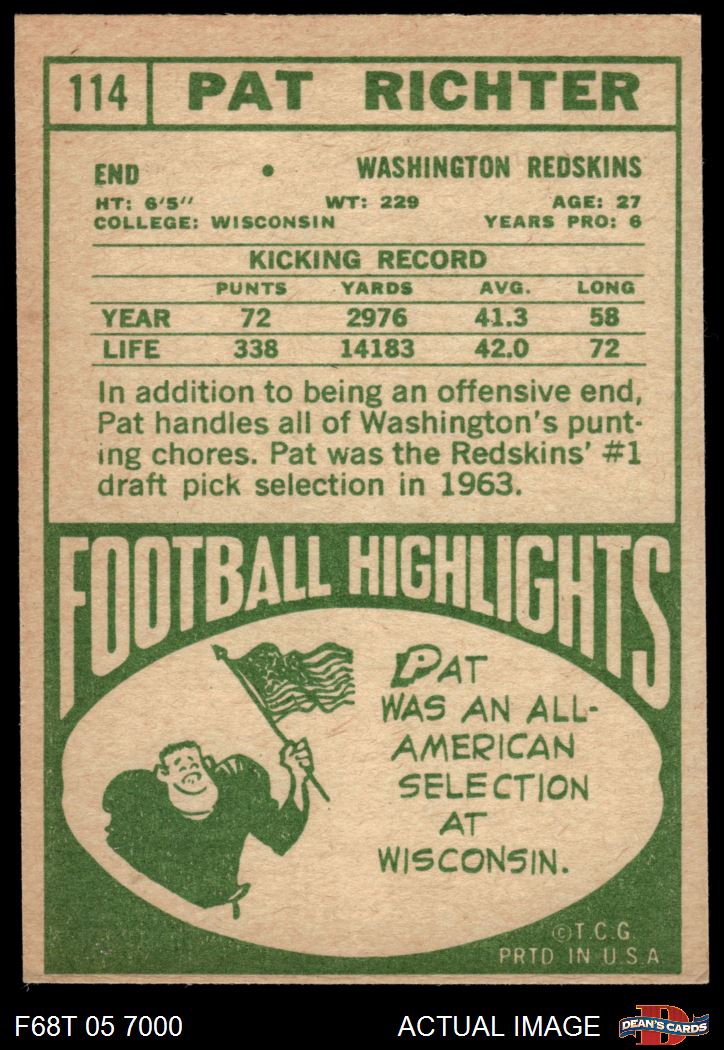 114 PAT RICHTER
END • WASHINGTON REDSKINS
HT: 6'5" WT: 229 AGE: 27
COLLEGE: WISCONSIN YEARS PRO: 6
KICKING RECORD
PUNTS YARDS AVG. LONG
YEAR 72 2976 41.3 58
LIFE 338 14183 42.0 72
In addition to being an offensive end,
Pat handles all of Washington's punt-
ing chores. Pat was the Redskins' #1
draft pick selection in 1963.
FOOTBALL HIGHLIGHTS
PAT
WAS AN ALL-
AMERICAN
SELECTION
AT
WISCONSIN.
©T.C.G.
PRTD IN U.S.A
F68T 05 7000 ACTUAL IMAGE D DEAN'S CARDS